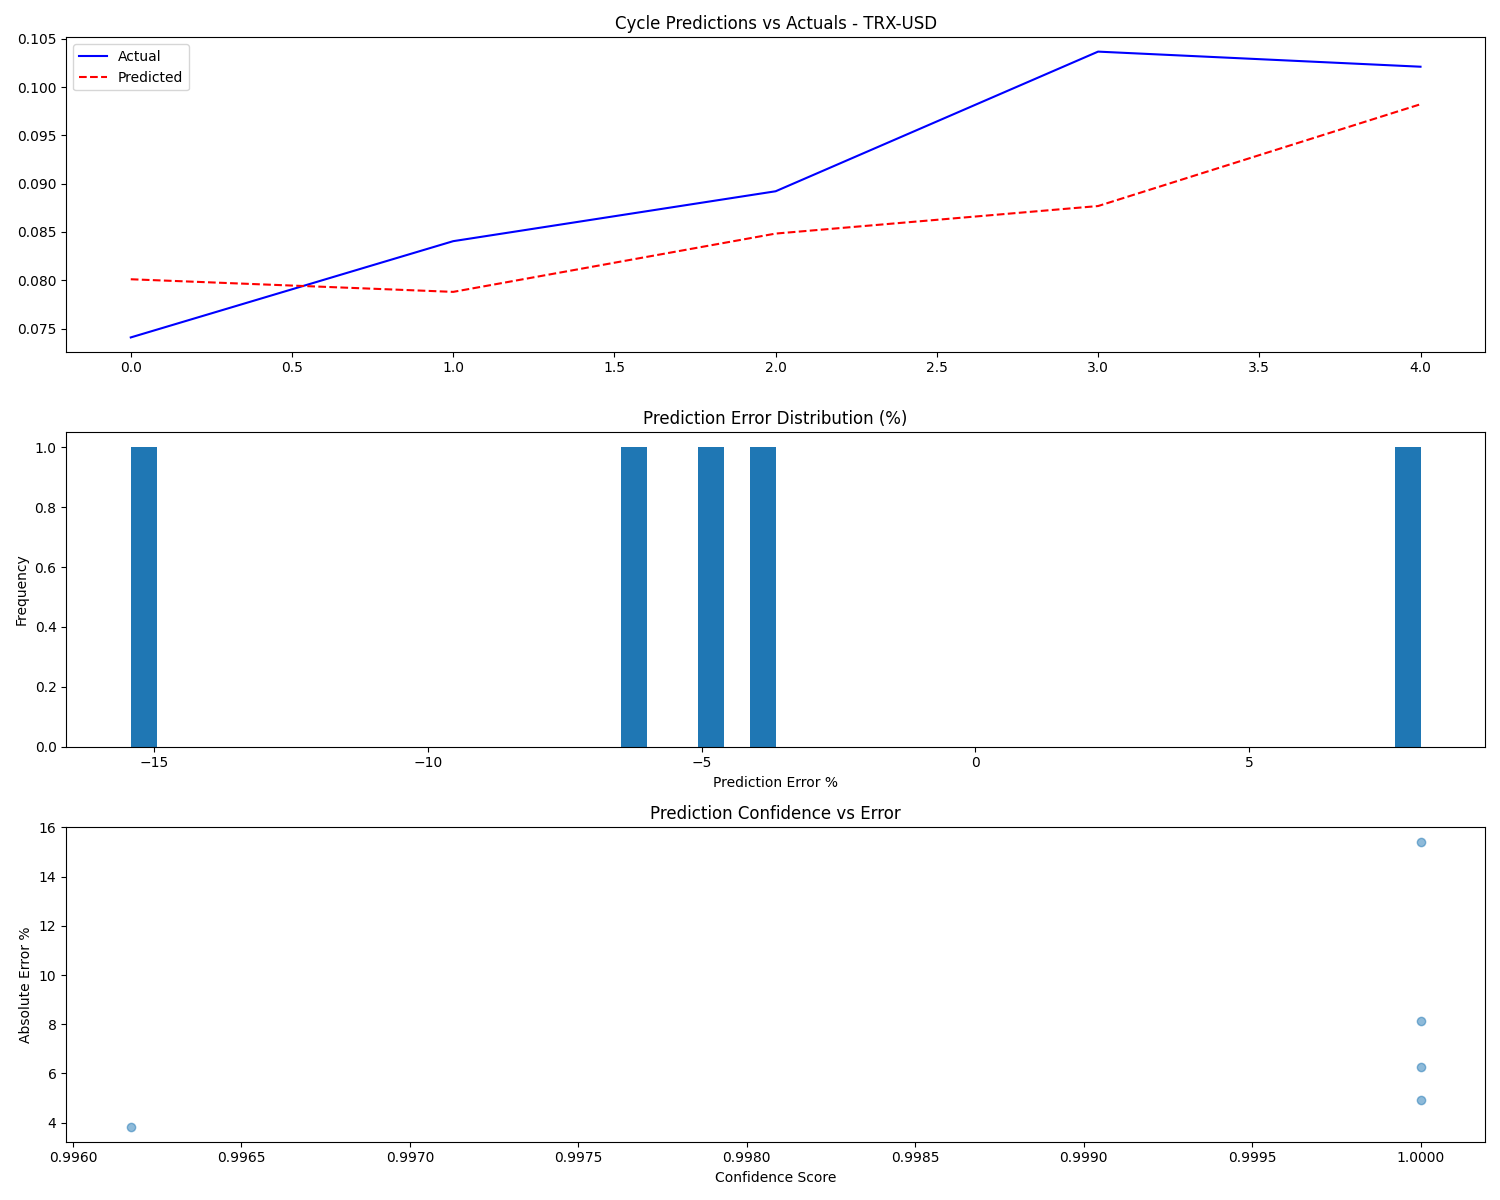 Cycle Predictions vs Actuals - TRX-USD
Actual
Predicted
0.105
0.100
0.095
0.090
0.085
0.080
0.075
0.0 0.5 1.0 1.5 2.0 2.5 3.0 3.5 4.0
Prediction Error Distribution (%)
Frequency
1.0
0.8
0.6
0.4
0.2
0.0
−15 −10 −5 0 5
Prediction Error %
Prediction Confidence vs Error
Absolute Error %
16
14
12
10
8
6
4
0.9960 0.9965 0.9970 0.9975 0.9980 0.9985 0.9990 0.9995 1.0000
Confidence Score